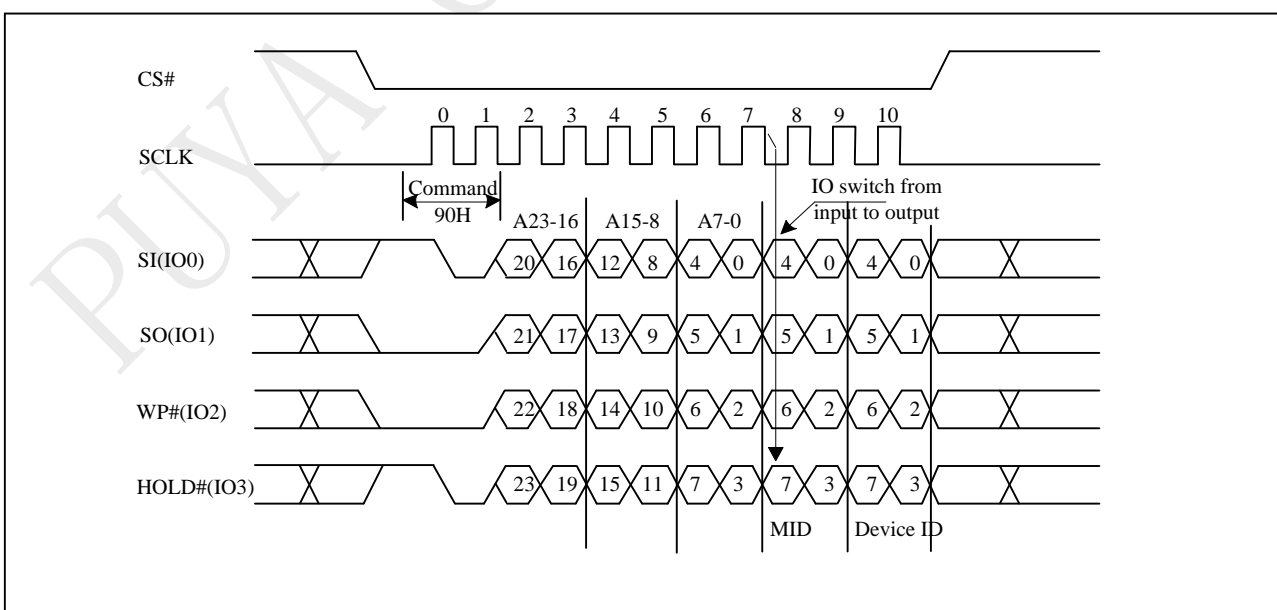 CS#
0 1 2 3 4 5 6 7 8 9 10
SCLK
Command
90H
IO switch from
input to output
A23-16 A15-8 A7-0
SI(IO0) 20 16 12 8 4 0 4 0 4 0
SO(IO1) 21 17 13 9 5 1 5 1 5 1
WP#(IO2) 22 18 14 10 6 2 6 2 6 2
HOLD#(IO3) 23 19 15 11 7 3 7 3 7 3
MID Device ID
PUYA